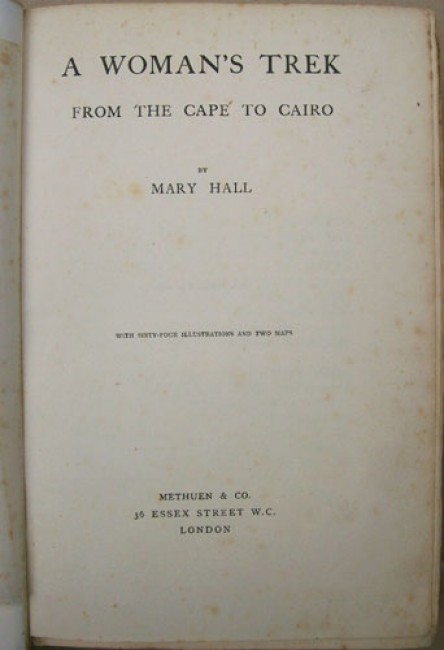 A WOMAN'S TREK
FROM THE CAPE TO CAIRO
BY
MARY HALL
WITH SIXTY-FOUR ILLUSTRATIONS AND TWO MAPS
METHUEN & CO.
36 ESSEX STREET W.C.
LONDON